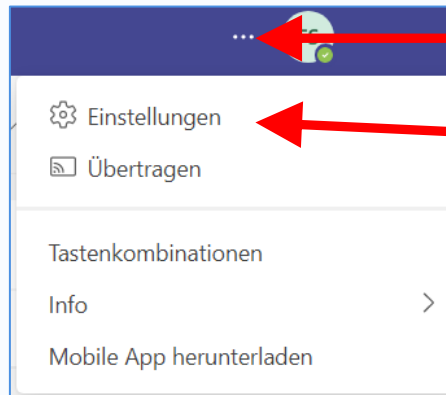 ...
Einstellungen
Übertragen
Tastenkombinationen
Info
Mobile App herunterladen